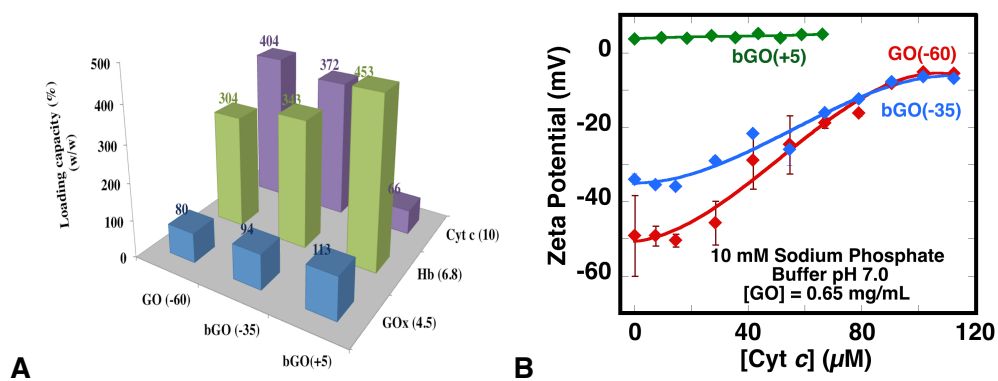 Loading capacity (%)
(w/w)
500
400
300
200
100
0
404
372
453
304
343
66
80
94
113
Cyt c (10)
Hb (6.8)
GOx (4.5)
GO (-60)
bGO (-35)
bGO(+5)
A
Zeta Potential (mV)
0
-20
-40
-60
bGO(+5)
GO(-60)
bGO(-35)
10 mM Sodium Phosphate
Buffer pH 7.0
[GO] = 0.65 mg/mL
0
40
80
120
[Cyt c] (µM)
B